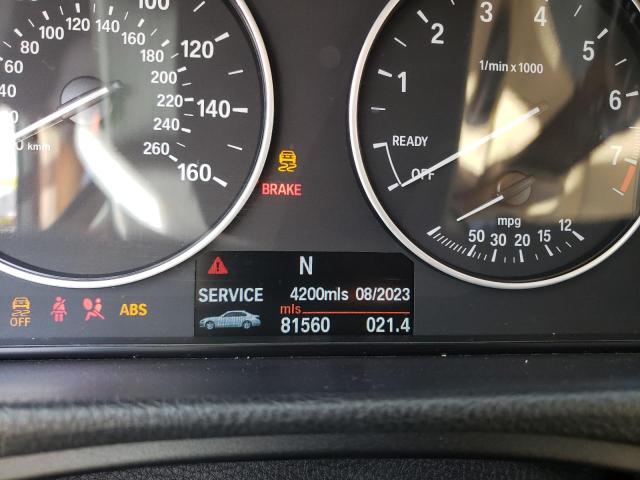 100
80 120 140 120
60 100 160
180
200
220 140
240
260 160
km
2 3 4 5
1 1/min x 1000 6
READY 7
OFF
mpg
50 30 20 15 12
BRAKE
N
SERVICE 4200mls 08/2023
mls
81560 021.4
OFF ABS